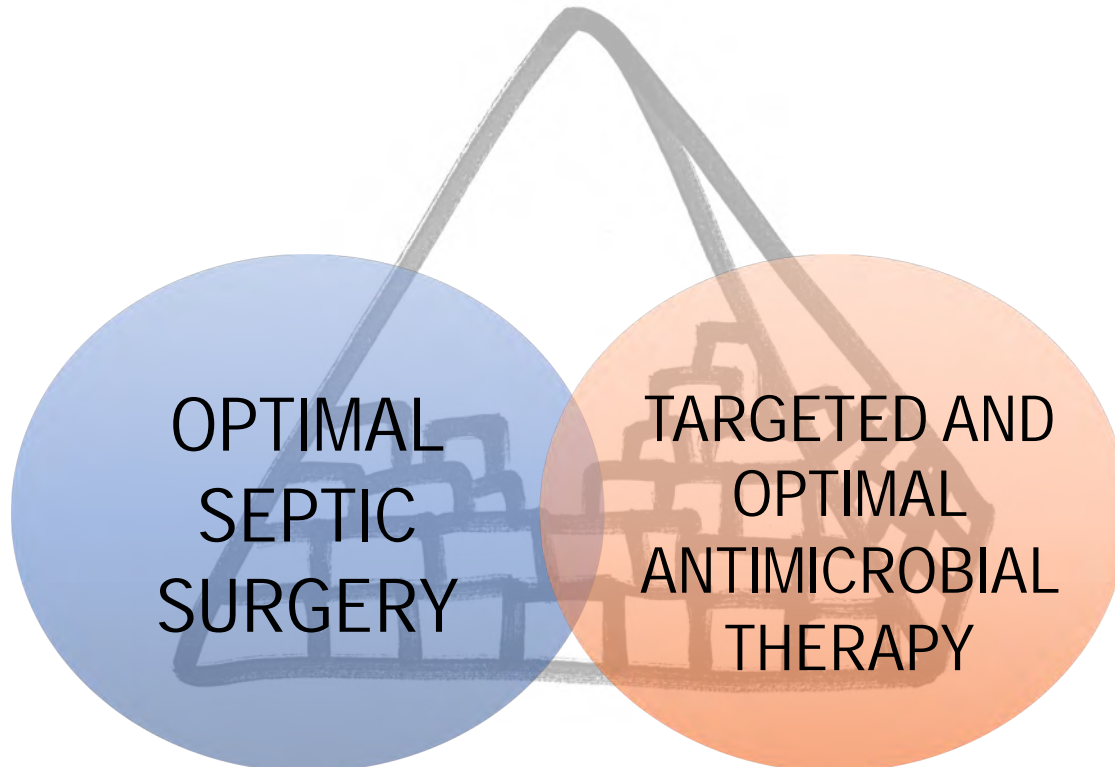 OPTIMAL
SEPTIC
SURGERY
TARGETED AND
OPTIMAL
ANTIMICROBIAL
THERAPY